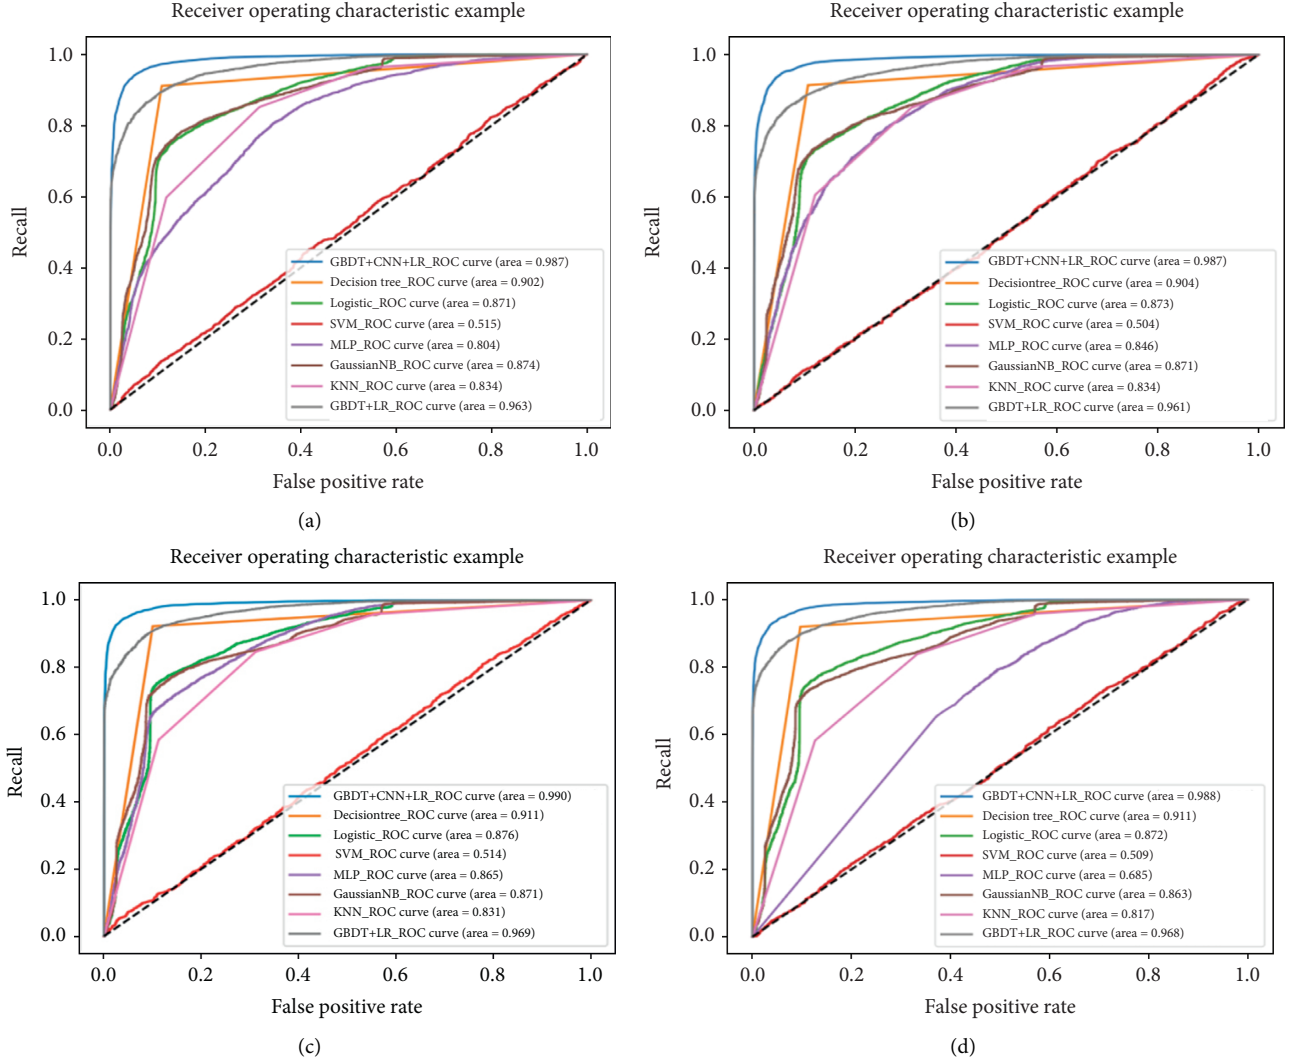 Receiver operating characteristic example
1.0
0.8
0.6
0.4
0.2
0.0
Recall
GBDT+CNN+LR_ROC curve (area = 0.987)
Decision tree_ROC curve (area = 0.902)
Logistic_ROC curve (area = 0.871)
SVM_ROC curve (area = 0.515)
MLP_ROC curve (area = 0.804)
GaussianNB_ROC curve (area = 0.874)
KNN_ROC curve (area = 0.834)
GBDT+LR_ROC curve (area = 0.963)
0.0 0.2 0.4 0.6 0.8 1.0
False positive rate
(a)
Receiver operating characteristic example
1.0
0.8
0.6
0.4
0.2
0.0
Recall
GBDT+CNN+LR_ROC curve (area = 0.987)
Decisiontree_ROC curve (area = 0.904)
Logistic_ROC curve (area = 0.873)
SVM_ROC curve (area = 0.504)
MLP_ROC curve (area = 0.846)
GaussianNB_ROC curve (area = 0.871)
KNN_ROC curve (area = 0.834)
GBDT+LR_ROC curve (area = 0.961)
0.0 0.2 0.4 0.6 0.8 1.0
False positive rate
(b)
Receiver operating characteristic example
1.0
0.8
0.6
0.4
0.2
0.0
Recall
GBDT+CNN+LR_ROC curve (area = 0.990)
Decisiontree_ROC curve (area = 0.911)
Logistic_ROC curve (area = 0.876)
SVM_ROC curve (area = 0.514)
MLP_ROC curve (area = 0.865)
GaussianNB_ROC curve (area = 0.871)
KNN_ROC curve (area = 0.831)
GBDT+LR_ROC curve (area = 0.969)
0.0 0.2 0.4 0.6 0.8 1.0
False positive rate
(c)
Receiver operating characteristic example
1.0
0.8
0.6
0.4
0.2
0.0
Recall
GBDT+CNN+LR_ROC curve (area = 0.988)
Decision tree_ROC curve (area = 0.911)
Logistic_ROC curve (area = 0.872)
SVM_ROC curve (area = 0.509)
MLP_ROC curve (area = 0.685)
GaussianNB_ROC curve (area = 0.863)
KNN_ROC curve (area = 0.817)
GBDT+LR_ROC curve (area = 0.968)
0.0 0.2 0.4 0.6 0.8 1.0
False positive rate
(d)